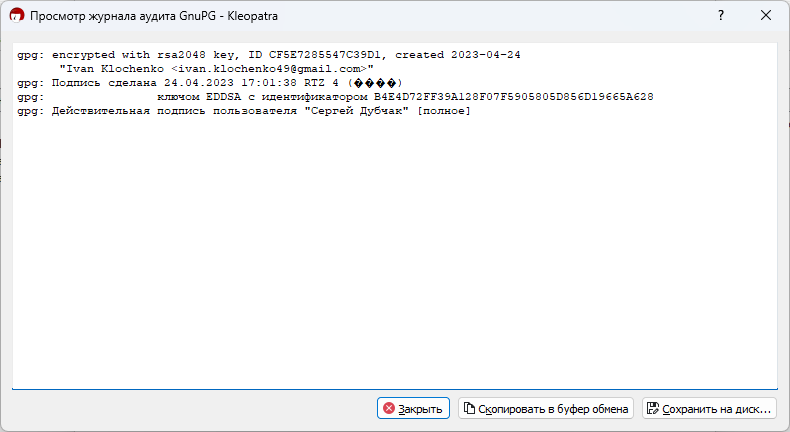 Просмотр журнала аудита GnuPG - Kleopatra
?
gpg: encrypted with rsa2048 key, ID CF5E7285547C39D1, created 2023-04-24
"Ivan Klochenko <ivan.klochenko49@gmail.com>"
gpg: Подпись сделана 24.04.2023 17:01:38 RTZ 4 (����)
gpg: ключом EDDSA с идентификатором B4E4D72FF39A128F07F5905805D856D19665A628
gpg: Действительная подпись пользователя "Сергей Дубчак" [полное]
Закрыть
Скопировать в буфер обмена
Сохранить на диск...